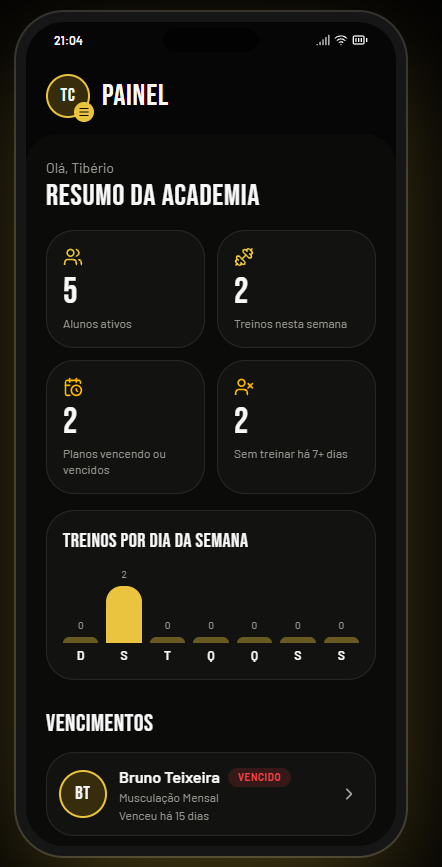 21:04
TC
PAINEL
Olá, Tibério
RESUMO DA ACADEMIA
5
Alunos ativos
2
Treinos nesta semana
2
Planos vencendo ou
vencidos
2
Sem treinar há 7+ dias
TREINOS POR DIA DA SEMANA
0 2 0 0 0 0 0
D S T Q Q S S
VENCIMENTOS
BT
Bruno Teixeira VENCIDO
Musculação Mensal
Venceu há 15 dias